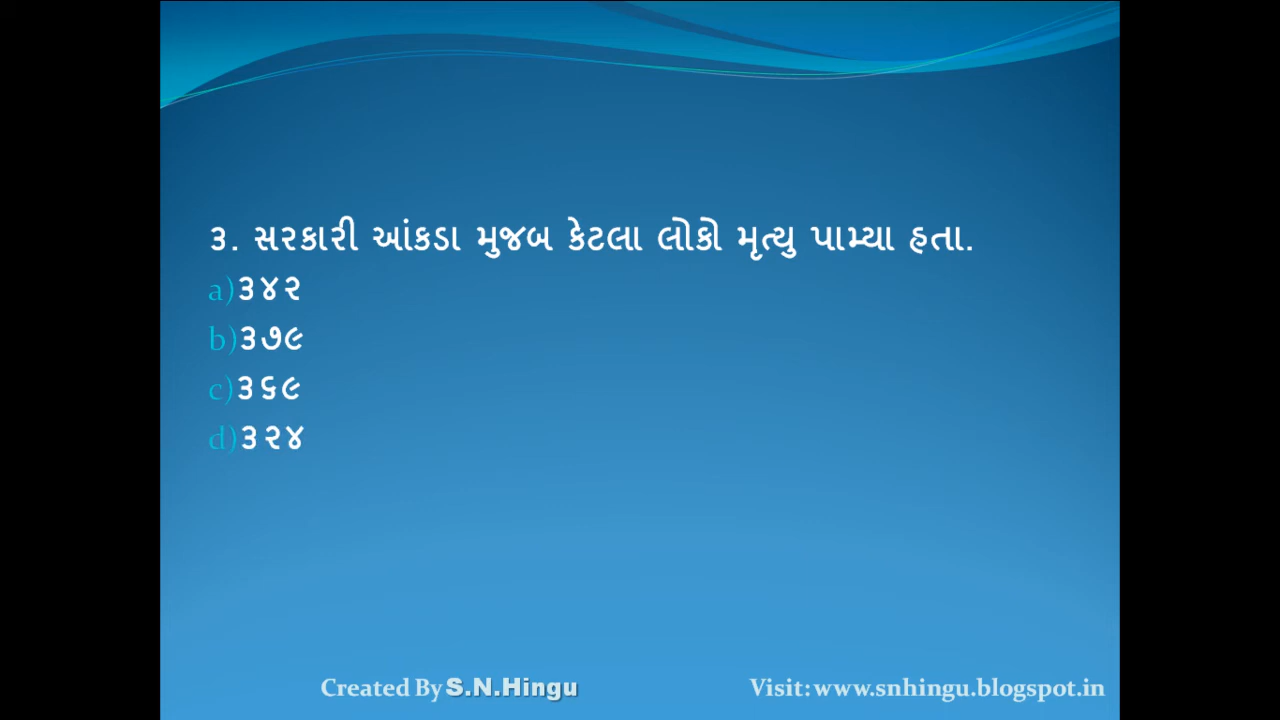 ૩. સરકારી આંકડા મુજબ કેટલા લોકો મૃત્યુ પામ્યા હતા.
a)૩૪૨
b)૩૭૯
c)૩૬૯
d)૩૨૪
Created By S.N.Hingu
Visit: www.snhingu.blogspot.in